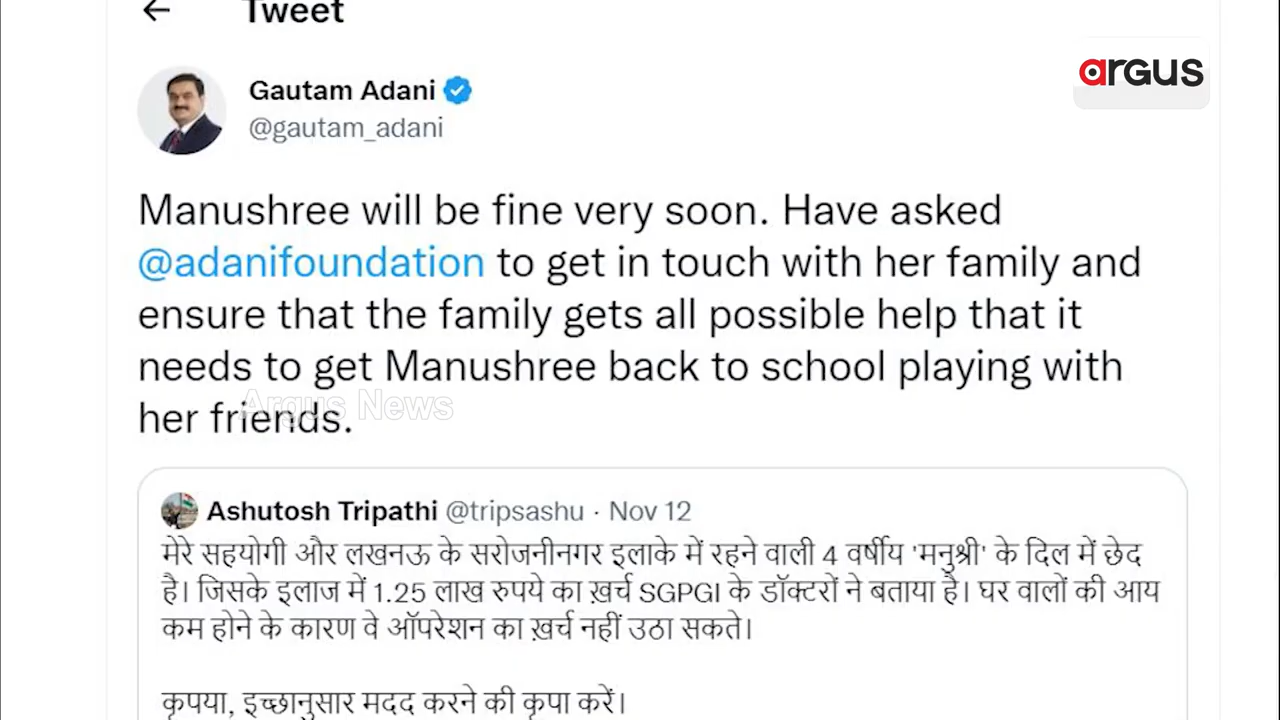 Tweet
argus
Gautam Adani
@gautam_adani
Manushree will be fine very soon. Have asked
@adanifoundation to get in touch with her family and
ensure that the family gets all possible help that it
needs to get Manushree back to school playing with
her friends.
Argus News
Ashutosh Tripathi @tripsashu · Nov 12
मेरे सहयोगी और लखनऊ के सरोजनीनगर इलाके में रहने वाली 4 वर्षीय 'मनुश्री' के दिल में छेद
है। जिसके इलाज में 1.25 लाख रुपये का ख़र्च SGPGI के डॉक्टरों ने बताया है। घर वालों की आय
कम होने के कारण वे ऑपरेशन का ख़र्च नहीं उठा सकते।
कृपया, इच्छानुसार मदद करने की कृपा करें।